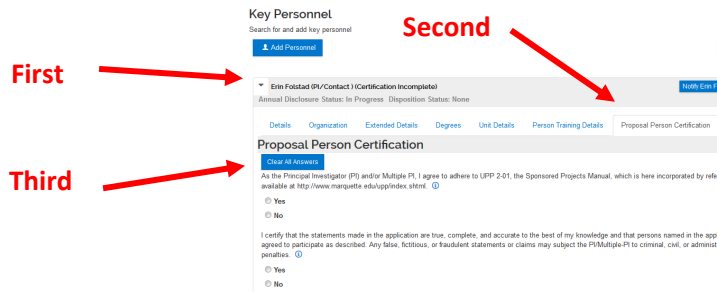 Key Personnel
Search for and add key personnel
Second
Add Personnel
First
Erin Folstad (PI/Contact ) (Certification Incomplete)
Notify Erin F
Annual Disclosure Status: In Progress Disposition Status: None
Details Organization Extended Details Degrees Unit Details Person Training Details Proposal Person Certification
Proposal Person Certification
Clear All Answers
As the Principal Investigator (PI) and/or Multiple PI, I agree to adhere to UPP 2-01, the Sponsored Projects Manual, which is here incorporated by refe
available at http://www.marquette.edu/upp/index.shtml.
Third
Yes
No
I certify that the statements made in the application are true, complete, and accurate to the best of my knowledge and that persons named in the appl
agreed to participate as described. Any false, fictitious, or fraudulent statements or claims may subject the PI/Multiple-PI to criminal, civil, or administ
penalties.
Yes
No